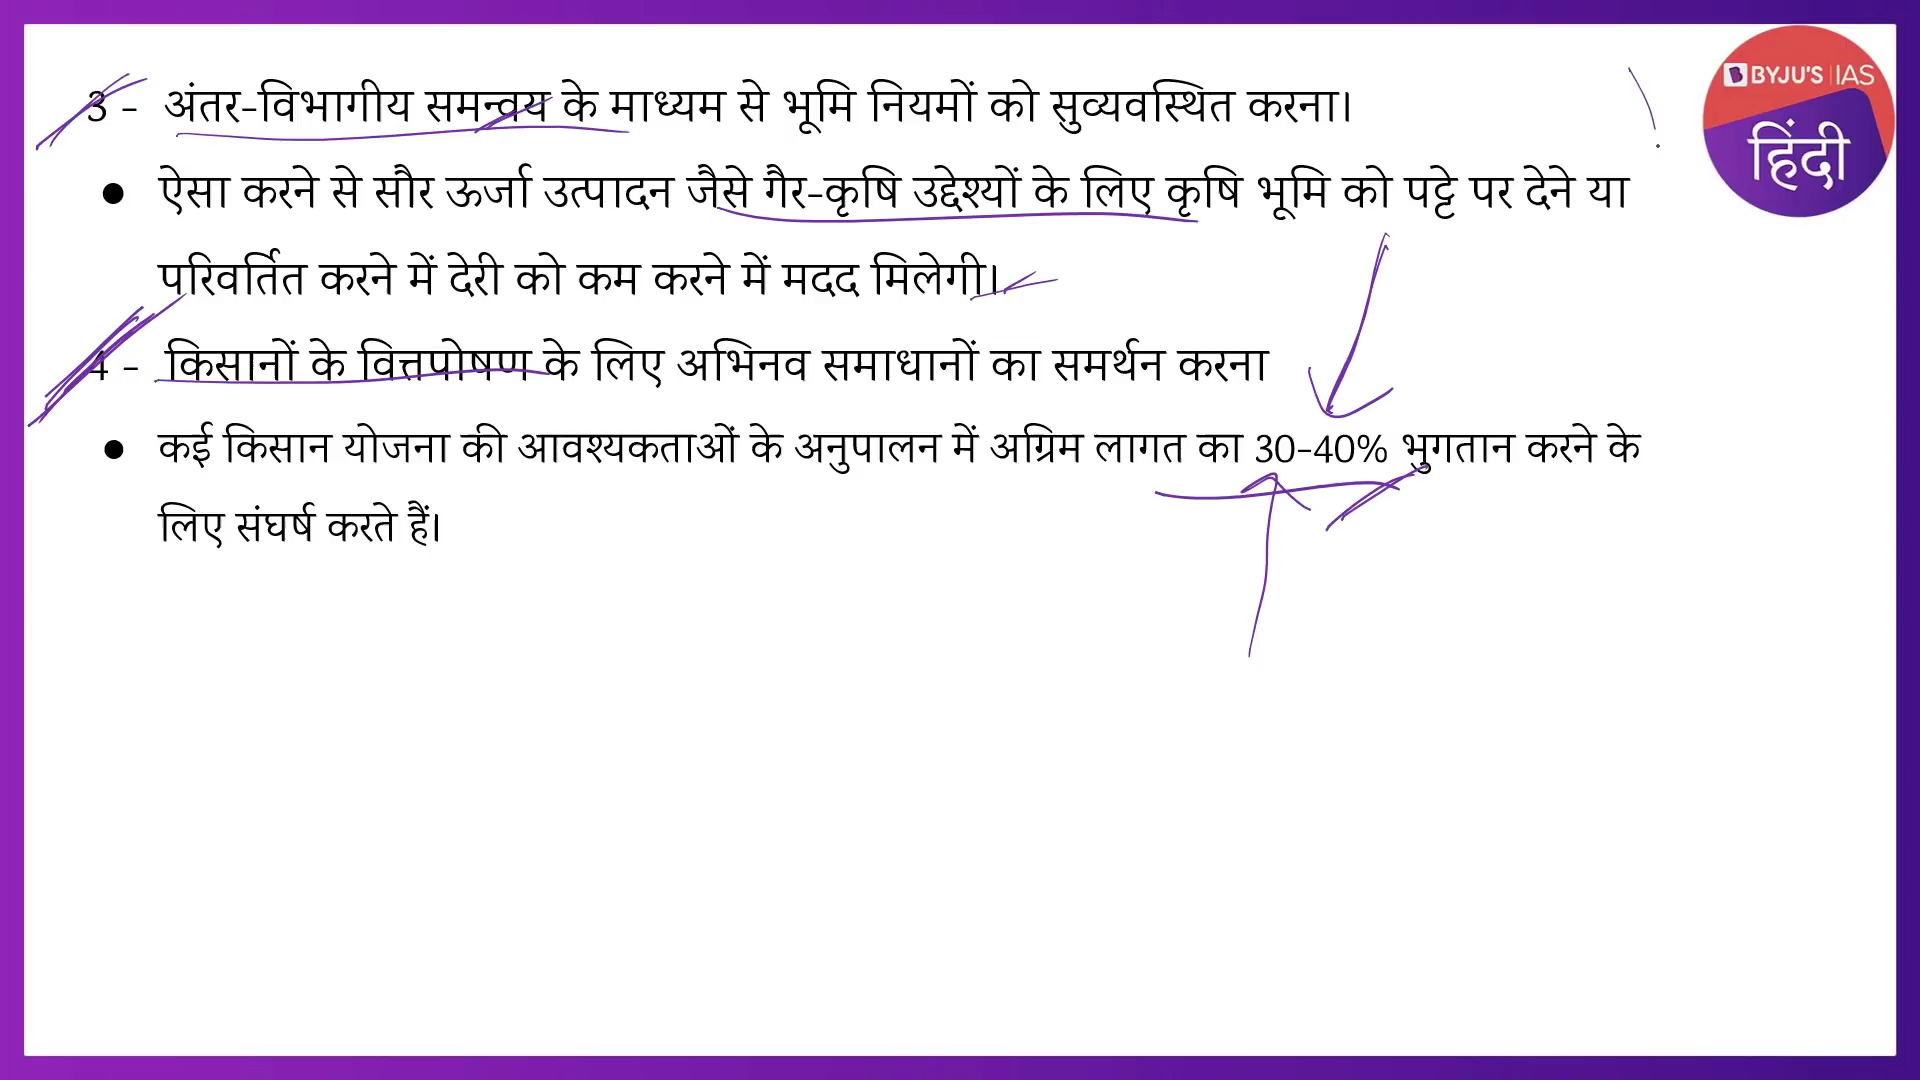 3 - अंतर-विभागीय समन्वय के माध्यम से भूमि नियमों को सुव्यवस्थित करना।
● ऐसा करने से सौर ऊर्जा उत्पादन जैसे गैर-कृषि उद्देश्यों के लिए कृषि भूमि को पट्टे पर देने या
परिवर्तित करने में देरी को कम करने में मदद मिलेगी।
4 - किसानों के वित्तपोषण के लिए अभिनव समाधानों का समर्थन करना
● कई किसान योजना की आवश्यकताओं के अनुपालन में अग्रिम लागत का 30-40% भुगतान करने के
लिए संघर्ष करते हैं।
BYJU'S IAS
हिंदी